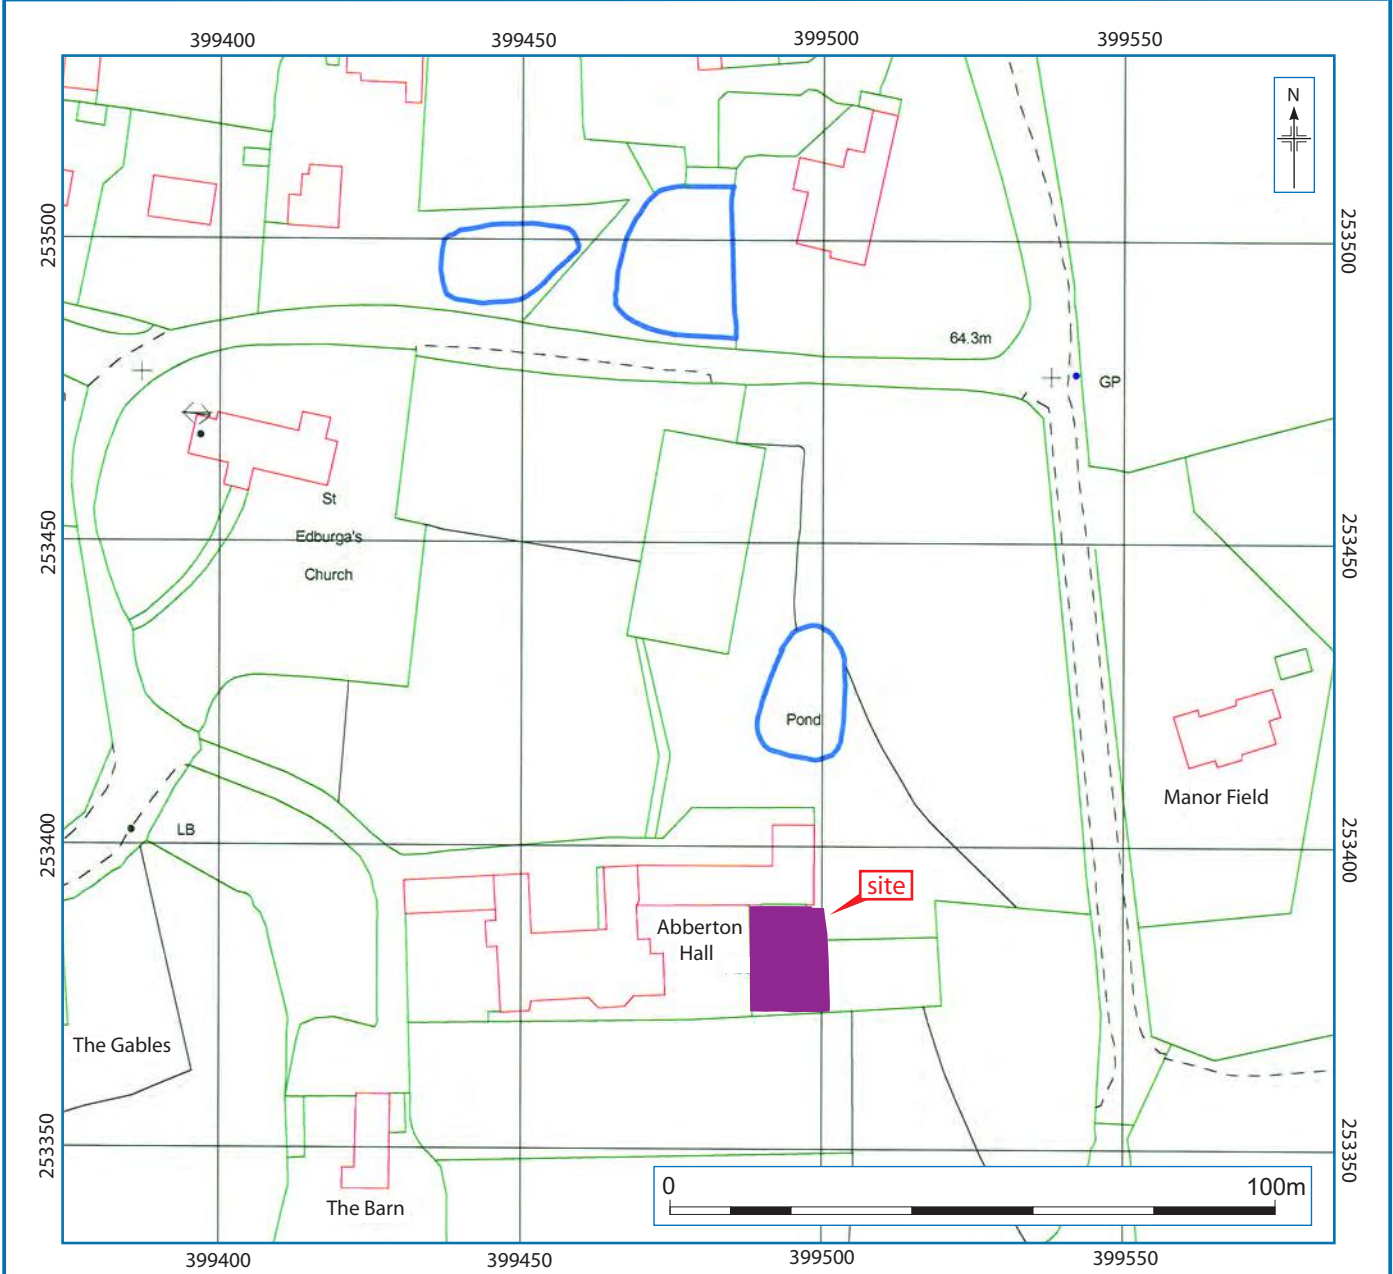 399400 399450 399500 399550
N
253500
253500
64.3m
GP
St
Edburga's
Church
253450
253450
Pond
Manor Field
LB
253400
253400
site
Abberton
Hall
The Gables
253350
253350
The Barn
0 100m
399400 399450 399500 399550